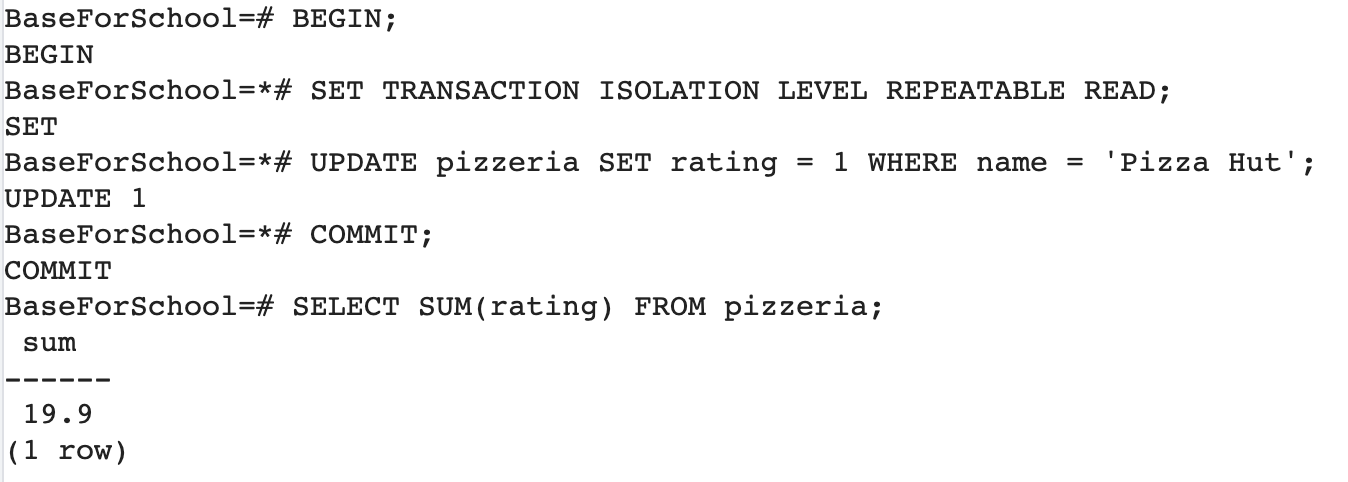 BaseForSchool=# BEGIN;
BEGIN
BaseForSchool=*# SET TRANSACTION ISOLATION LEVEL REPEATABLE READ;
SET
BaseForSchool=*# UPDATE pizzeria SET rating = 1 WHERE name = 'Pizza Hut';
UPDATE 1
BaseForSchool=*# COMMIT;
COMMIT
BaseForSchool=# SELECT SUM(rating) FROM pizzeria;
 sum
------
 19.9
(1 row)